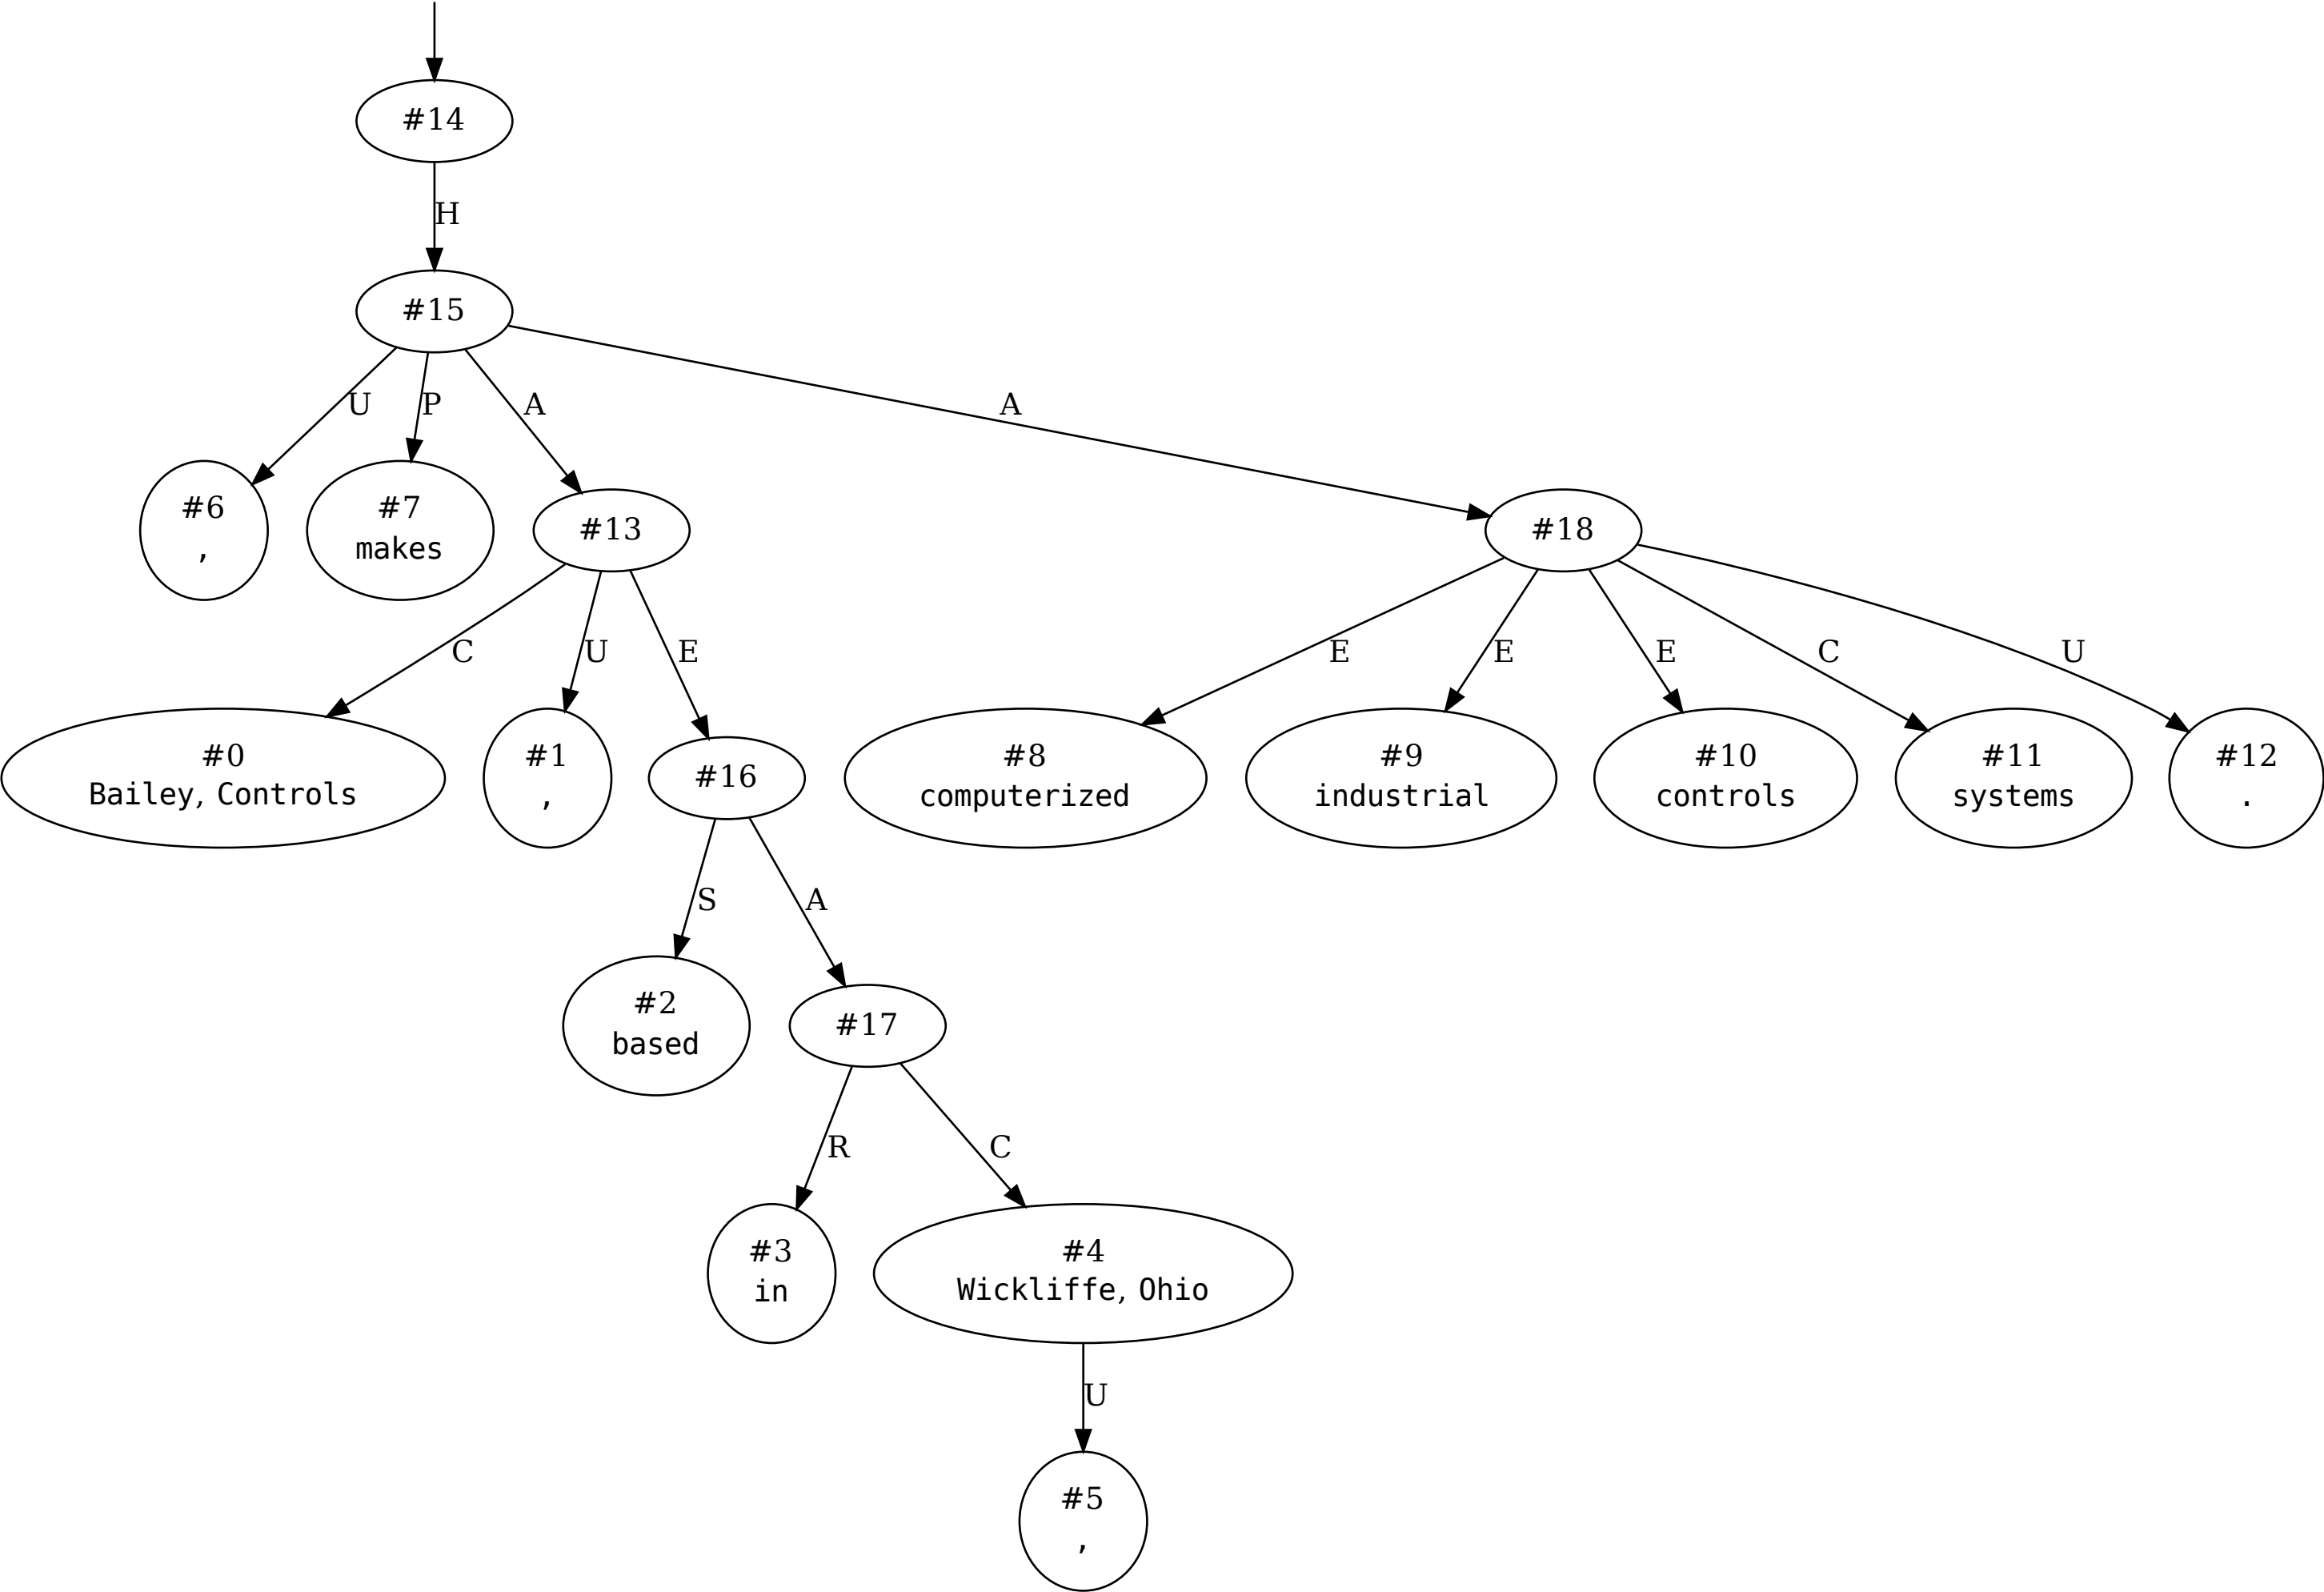 #14
H
#15
U
P
A
A
#6
,
#7
makes
#13
#18
C
U
E
E
E
E
C
U
#0
Bailey, Controls
#1
,
#16
#8
computerized
#9
industrial
#10
controls
#11
systems
#12
.
S
A
#2
based
#17
R
C
#3
in
#4
Wickliffe, Ohio
U
#5
,